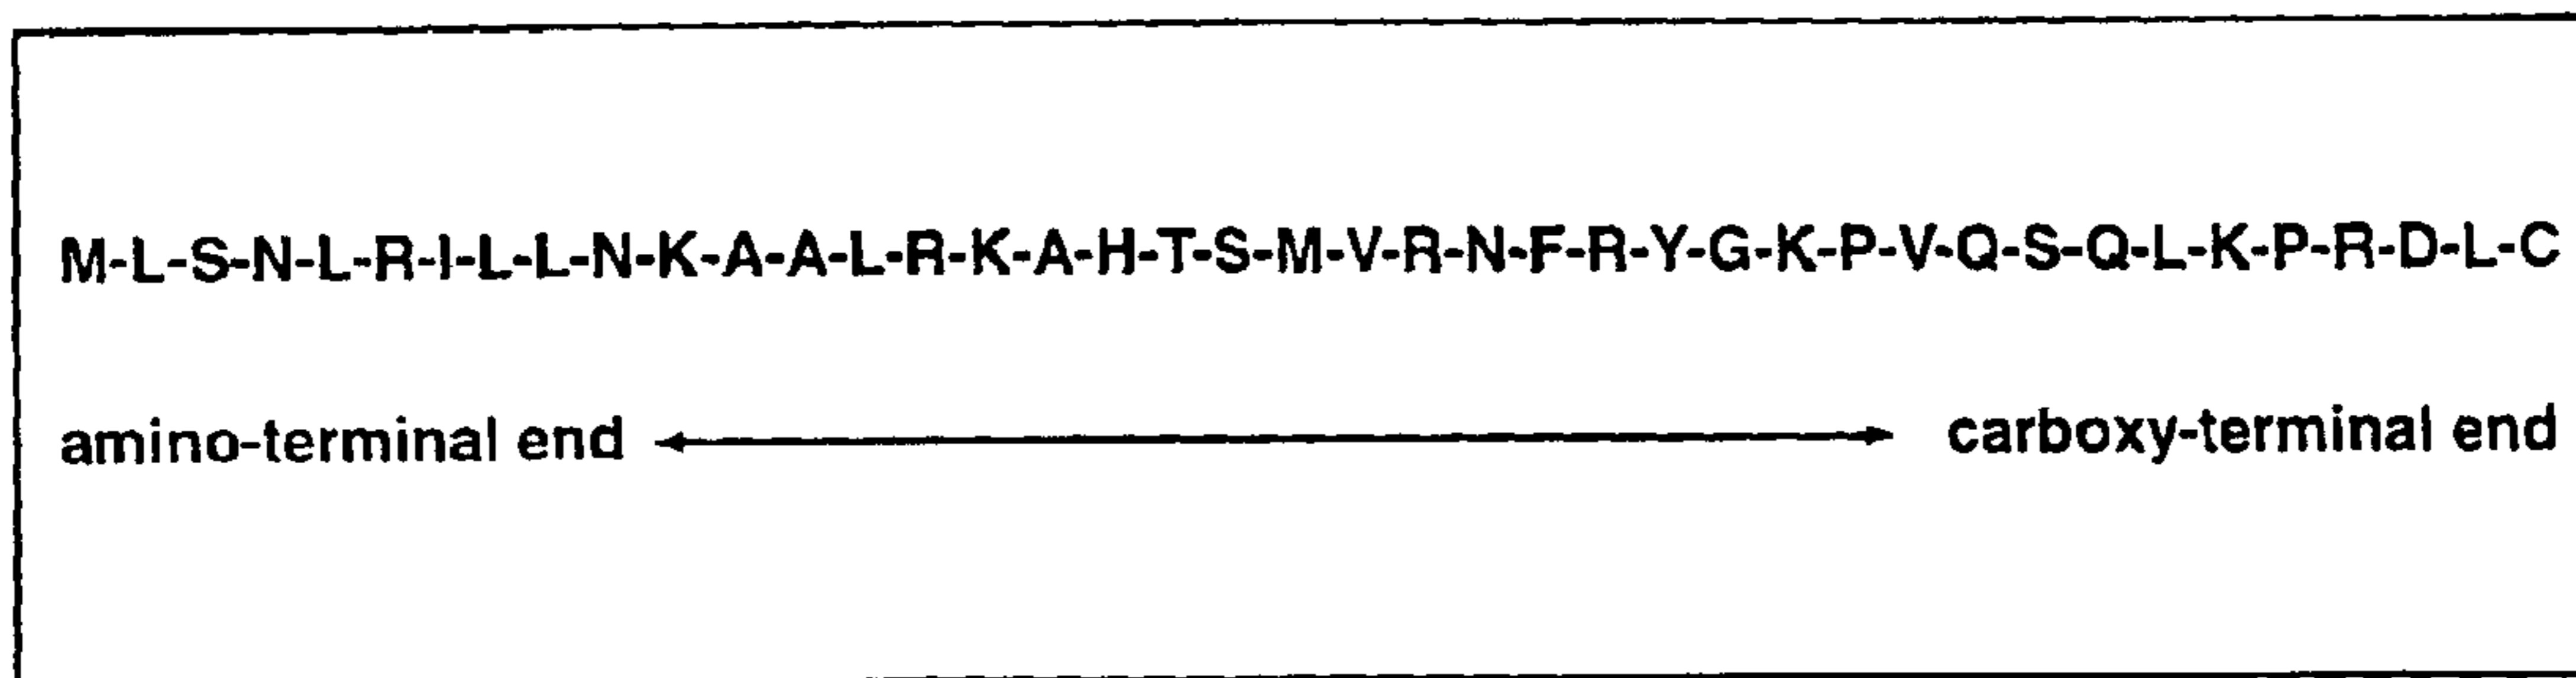 M-L-S-N-L-R-I-L-L-N-K-A-A-L-R-K-A-H-T-S-M-V-R-N-F-R-Y-G-K-P-V-Q-S-Q-L-K-P-R-D-L-C
amino-terminal end carboxy-terminal end